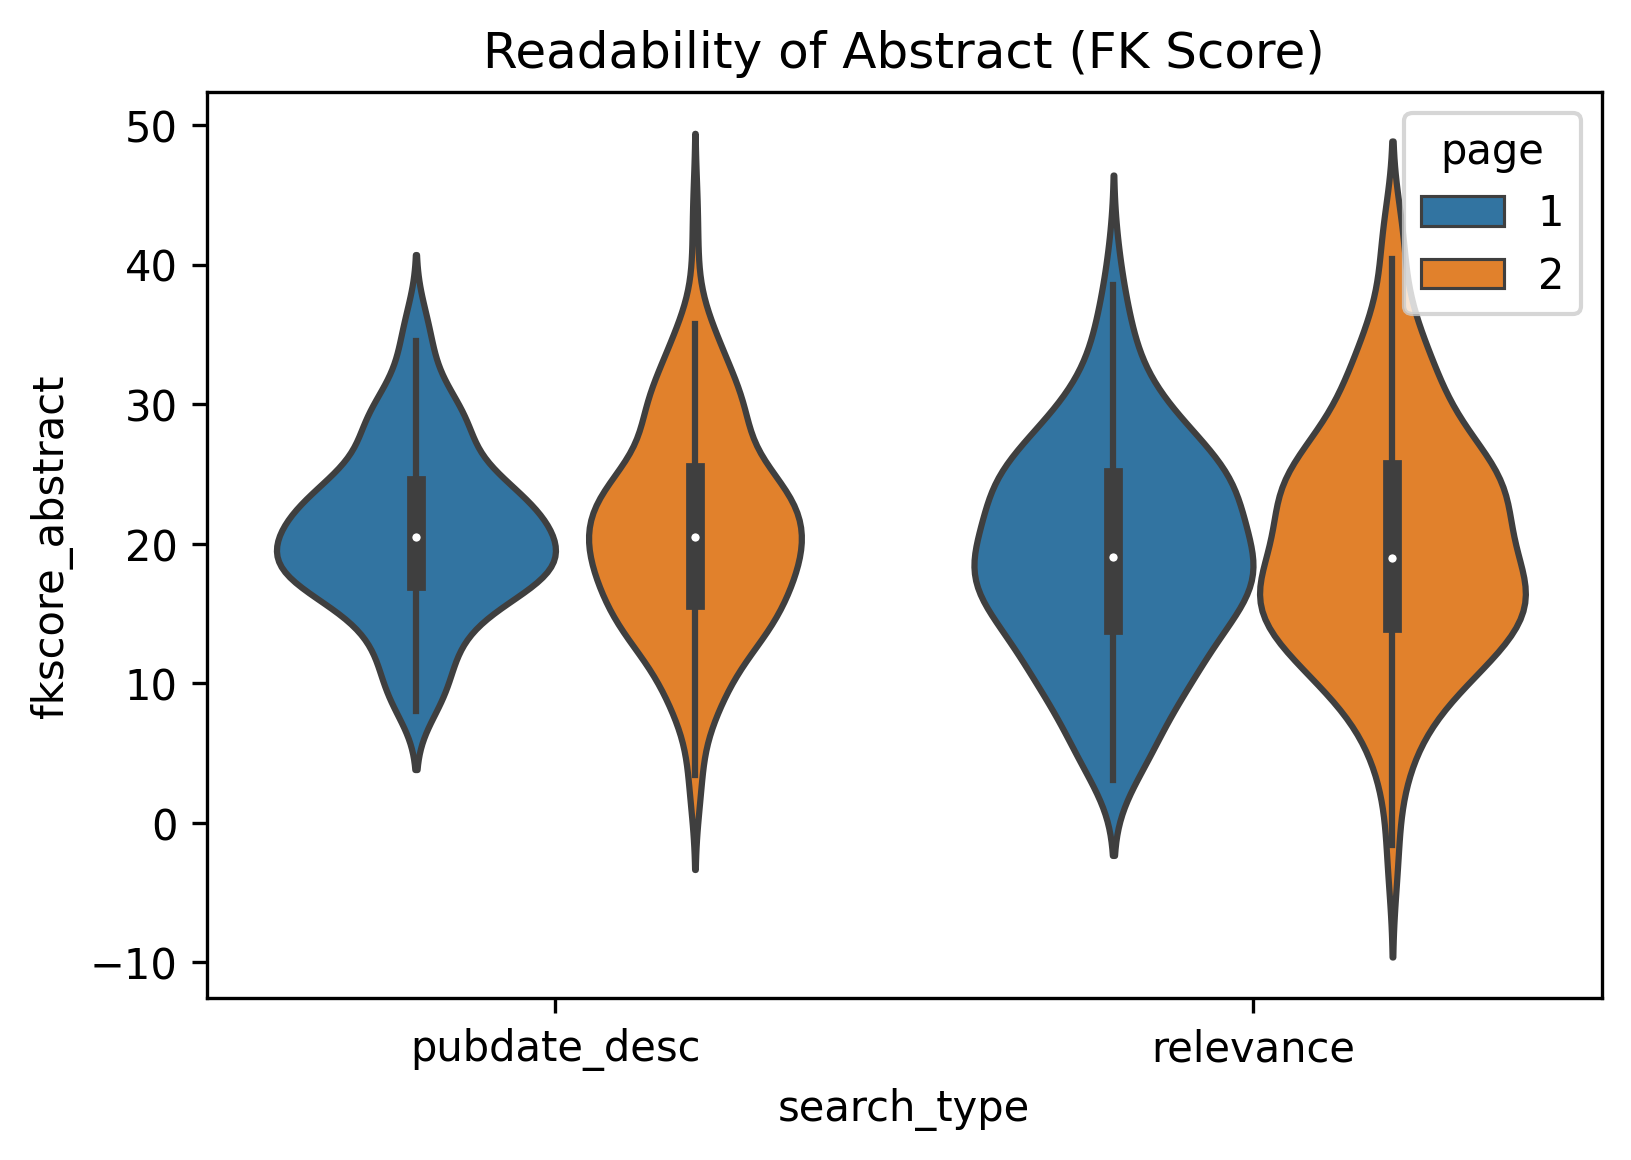 Readability of Abstract (FK Score)
page
1
2
50
40
30
20
10
0
−10
fkscore_abstract
pubdate_desc
relevance
search_type